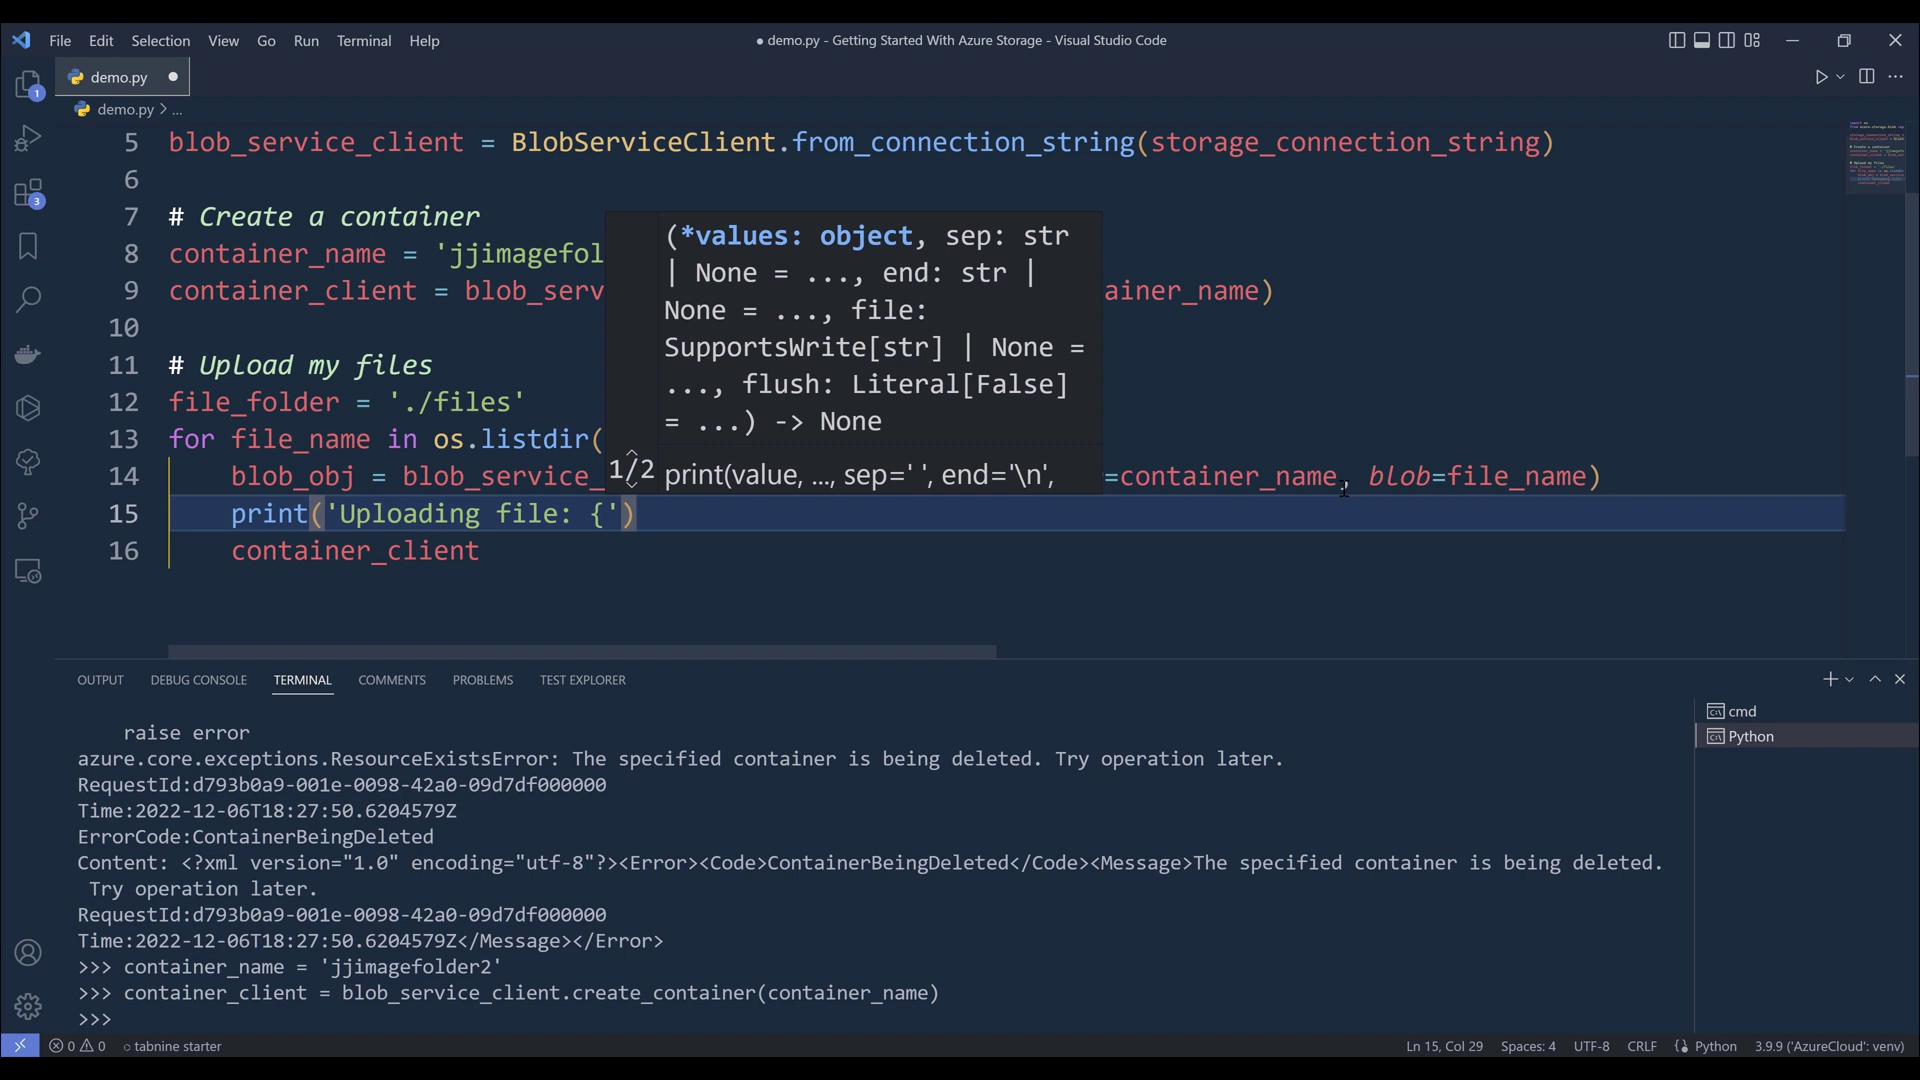 File Edit Selection View Go Run Terminal Help
● demo.py - Getting Started With Azure Storage - Visual Studio Code
demo.py
demo.py > ...
1
3
5 blob_service_client = BlobServiceClient.from_connection_string(storage_connection_string)
6
7 # Create a container
8 container_name = 'jjimagefol
9 container_client = blob_serv ainer_name)
10
11 # Upload my files
12 file_folder = './files'
13 for file_name in os.listdir(
14 blob_obj = blob_service_ =container_name, blob=file_name)
15 print('Uploading file: {')
16 container_client
(*values: object, sep: str
| None = ..., end: str |
None = ..., file:
SupportsWrite[str] | None =
..., flush: Literal[False]
= ...) -> None
1/2
print(value, ..., sep=' ', end='\n',
OUTPUT DEBUG CONSOLE TERMINAL COMMENTS PROBLEMS TEST EXPLORER
cmd
Python
raise error
azure.core.exceptions.ResourceExistsError: The specified container is being deleted. Try operation later.
RequestId:d793b0a9-001e-0098-42a0-09d7df000000
Time:2022-12-06T18:27:50.6204579Z
ErrorCode:ContainerBeingDeleted
Content: <?xml version="1.0" encoding="utf-8"?><Error><Code>ContainerBeingDeleted</Code><Message>The specified container is being deleted.
Try operation later.
RequestId:d793b0a9-001e-0098-42a0-09d7df000000
Time:2022-12-06T18:27:50.6204579Z</Message></Error>
>>> container_name = 'jjimagefolder2'
>>> container_client = blob_service_client.create_container(container_name)
>>>
0 0 tabnine starter
Ln 15, Col 29 Spaces: 4 UTF-8 CRLF Python 3.9.9 ('AzureCloud': venv)